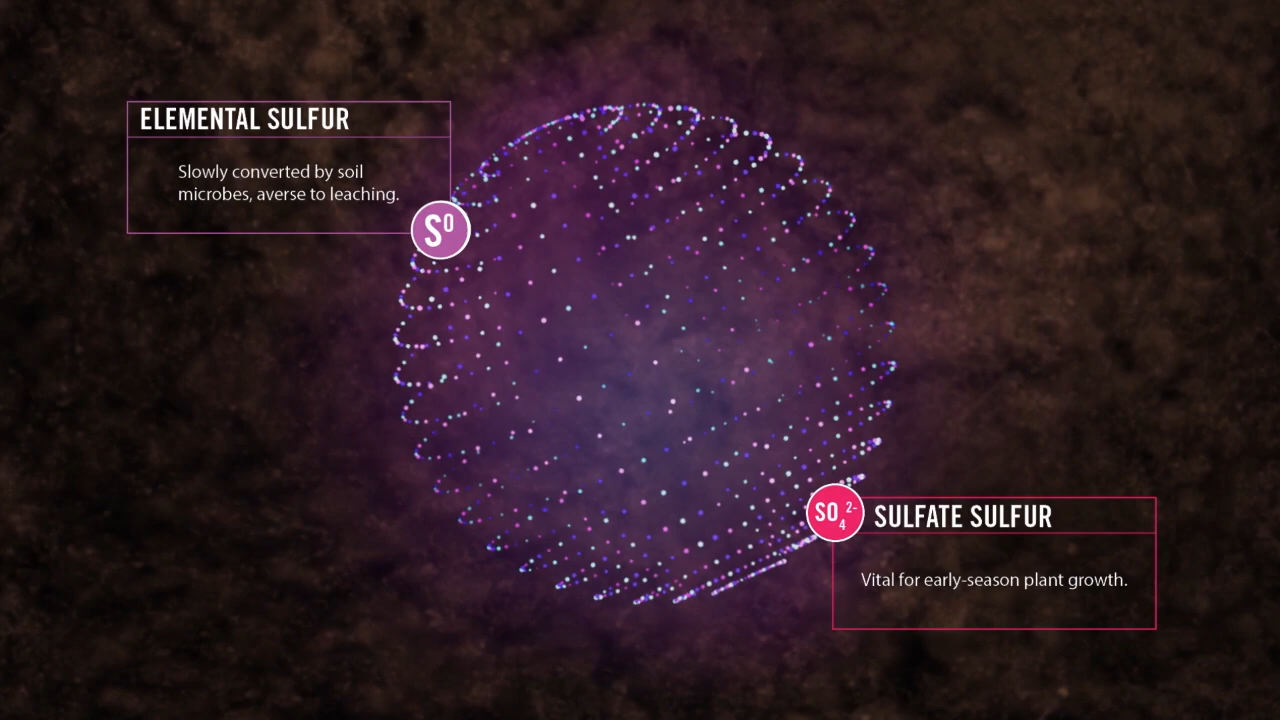 ELEMENTAL SULFUR
Slowly converted by soil
microbes, averse to leaching.
S⁰
SO₄²⁻
SULFATE SULFUR
Vital for early-season plant growth.